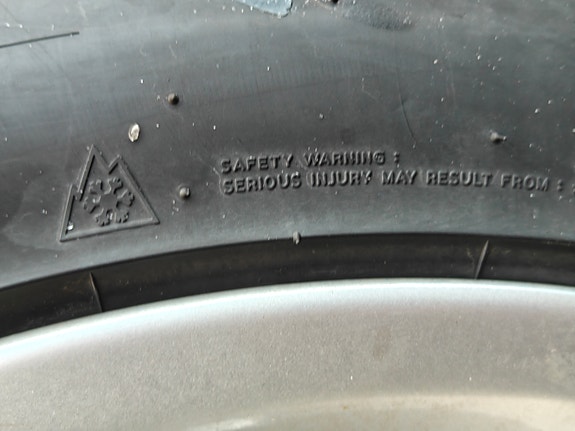 SAFETY WARNING :
SERIOUS INJURY MAY RESULT FROM :